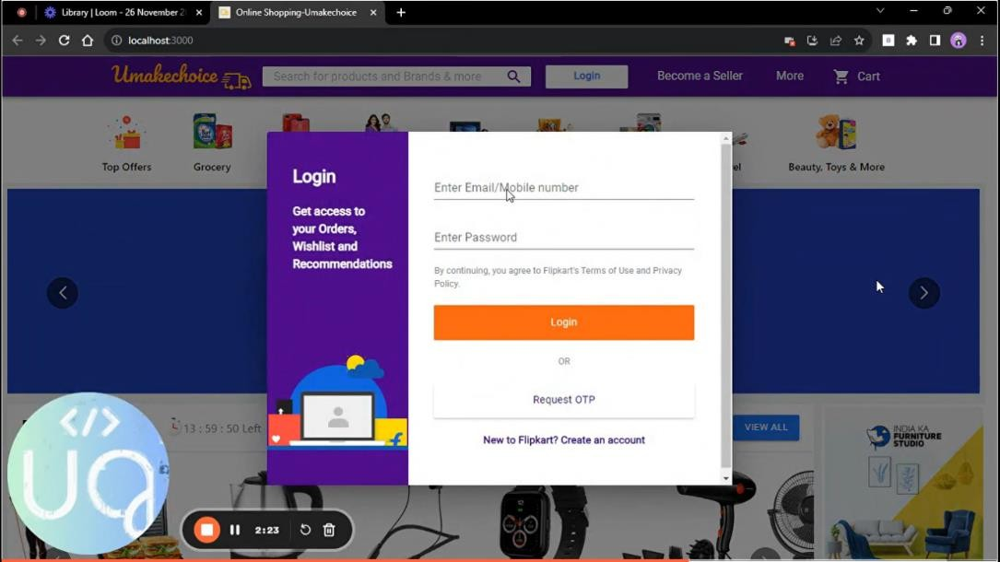 Library | Loom - 26 November 2
Online Shopping-Umakechoice
localhost:3000
Umakechoice
Search for products and Brands & more
Login
Become a Seller
More
Cart
Top Offers
Grocery
Beauty, Toys & More
Login
Get access to
your Orders,
Wishlist and
Recommendations
Enter Email/Mobile number
Enter Password
By continuing, you agree to Flipkart's Terms of Use and Privacy
Policy.
Login
OR
Request OTP
New to Flipkart? Create an account
13 : 59 : 50 Left
VIEW ALL
INDIA KA
FURNITURE
STUDIO
</> 
UG
2:23